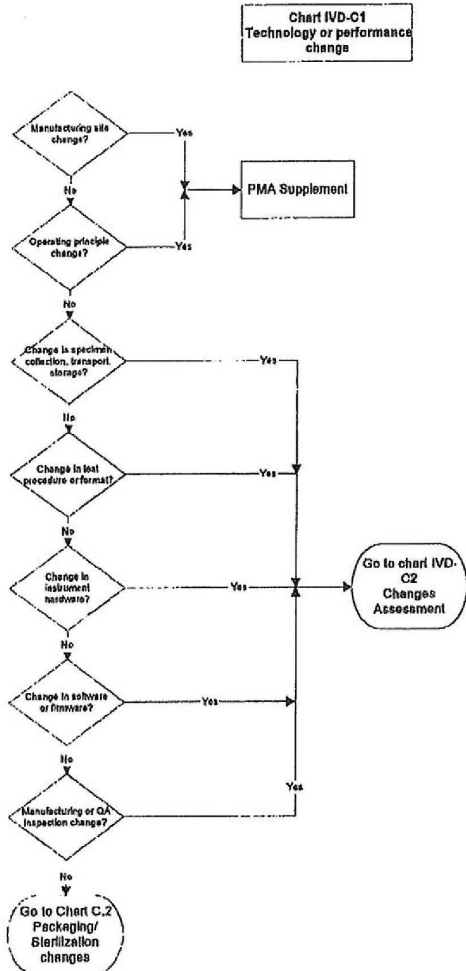 Chart IVD-C1
Technology or performance
change
Manufacturing site
change?
Yes
No
PMA Supplement
Operating principle
change?
Yes
No
Change is specimen
collection, transport,
storage?
Yes
No
Change in test
procedure or format?
Yes
No
Change in
instrument
hardware?
Yes
Go to chart IVD-
C2
Changes
Assessment
No
Change in software
or firmware?
Yes
No
Yes
Manufacturing or QA
inspection change?
No
Go to Chart C.2
Packaging/
Sterilization
changes